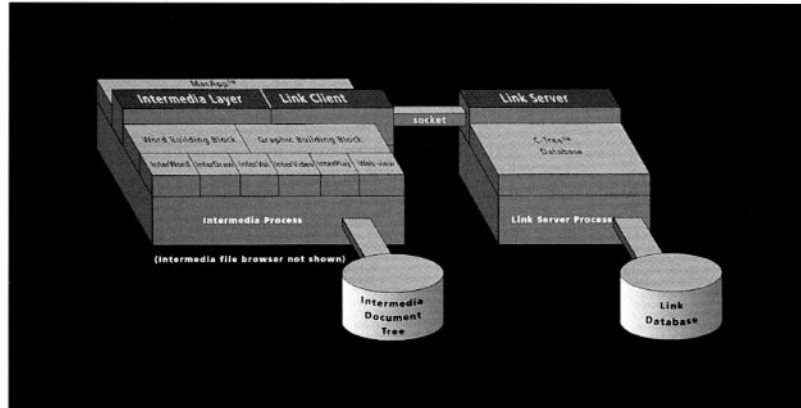 MacApp™
Intermedia Layer
Link Client
socket
Link Server
Word Building Block
Graphic Building Block
C-Tree™
Database
InterWord
InterDraw
InterVal
InterVideo
InterPlay
Web view
Intermedia Process
Link Server Process
(Intermedia file browser not shown)
Intermedia
Document
Tree
Link
Database